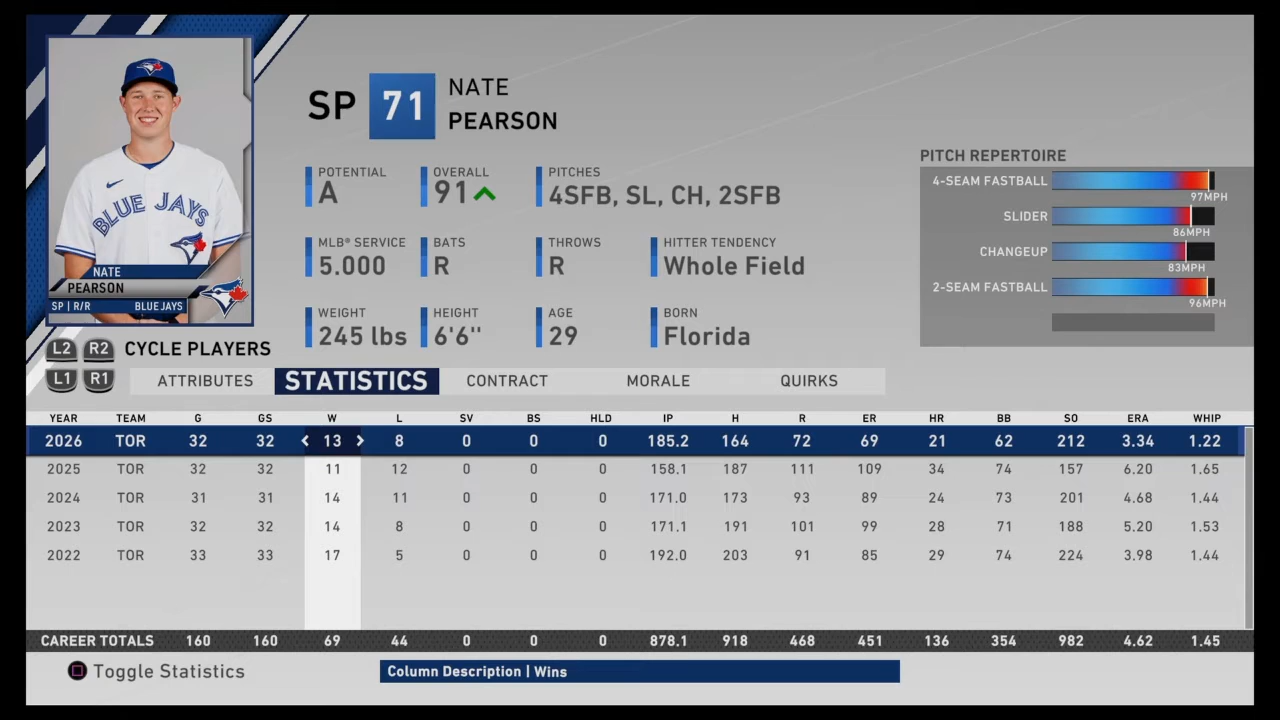 SP 71 NATE
PEARSON
POTENTIAL OVERALL PITCHES
A 91 4SFB, SL, CH, 2SFB
MLB® SERVICE BATS THROWS HITTER TENDENCY
5.000 R R Whole Field
WEIGHT HEIGHT AGE BORN
245 lbs 6'6" 29 Florida
PITCH REPERTOIRE
4-SEAM FASTBALL
97MPH
SLIDER
86MPH
CHANGEUP
83MPH
2-SEAM FASTBALL
96MPH
BLUE JAYS
NATE
PEARSON
SP | R/R BLUE JAYS
L2 R2 CYCLE PLAYERS
L1 R1 ATTRIBUTES STATISTICS CONTRACT MORALE QUIRKS
YEAR TEAM G GS W L SV BS HLD IP H R ER HR BB SO ERA WHIP
2026 TOR 32 32 < 13 > 8 0 0 0 185.2 164 72 69 21 62 212 3.34 1.22
2025 TOR 32 32 11 12 0 0 0 158.1 187 111 109 34 74 157 6.20 1.65
2024 TOR 31 31 14 11 0 0 0 171.0 173 93 89 24 73 201 4.68 1.44
2023 TOR 32 32 14 8 0 0 0 171.1 191 101 99 28 71 188 5.20 1.53
2022 TOR 33 33 17 5 0 0 0 192.0 203 91 85 29 74 224 3.98 1.44
CAREER TOTALS 160 160 69 44 0 0 0 878.1 918 468 451 136 354 982 4.62 1.45
Toggle Statistics
Column Description | Wins